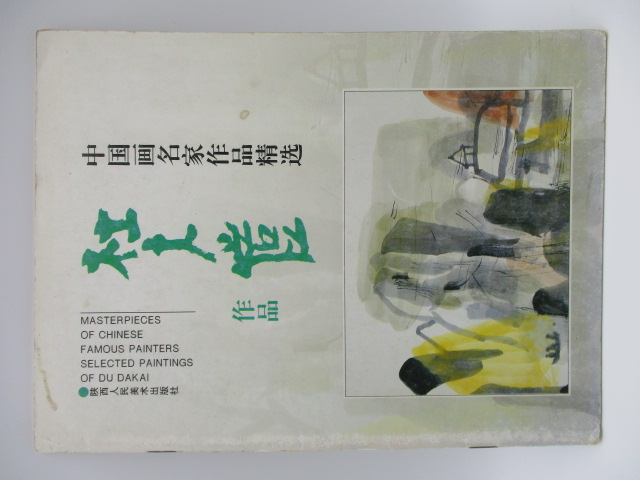 中国画名家作品精选
杜大愷
作品
MASTERPIECES
OF CHINESE
FAMOUS PAINTERS
SELECTED PAINTINGS
OF DU DAKAI
陕西人民美术出版社